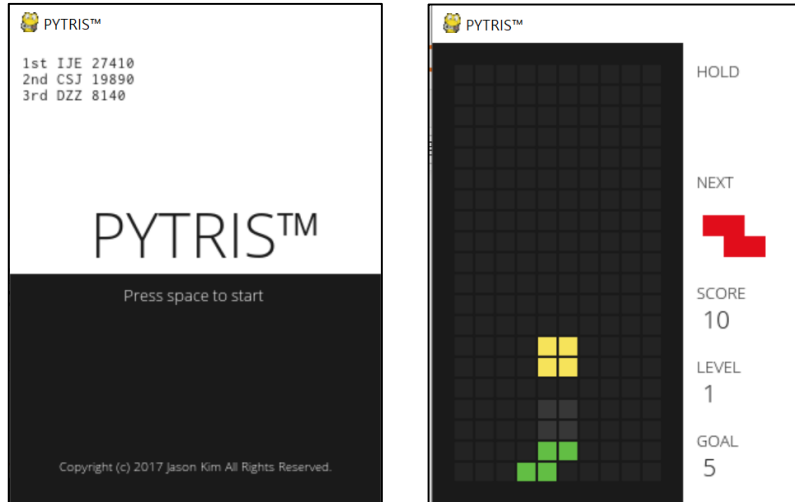 PYTRIS™
1st IJE 27410
2nd CSJ 19890
3rd DZZ 8140
PYTRIS™
Press space to start
Copyright (c) 2017 Jason Kim All Rights Reserved.
PYTRIS™
HOLD
NEXT
SCORE
10
LEVEL
1
GOAL
5